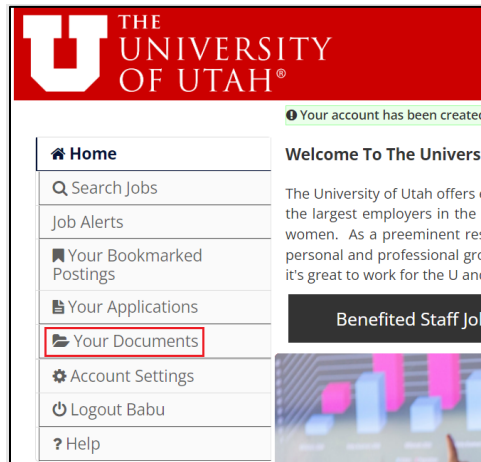 THE
UNIVERSITY
OF UTAH®
Your account has been created
Home
Search Jobs
Job Alerts
Your Bookmarked
Postings
Your Applications
Your Documents
Account Settings
Logout Babu
? Help
Welcome To The Univers
The University of Utah offers
the largest employers in the
women. As a preeminent res
personal and professional gro
it's great to work for the U and
Benefited Staff Jo